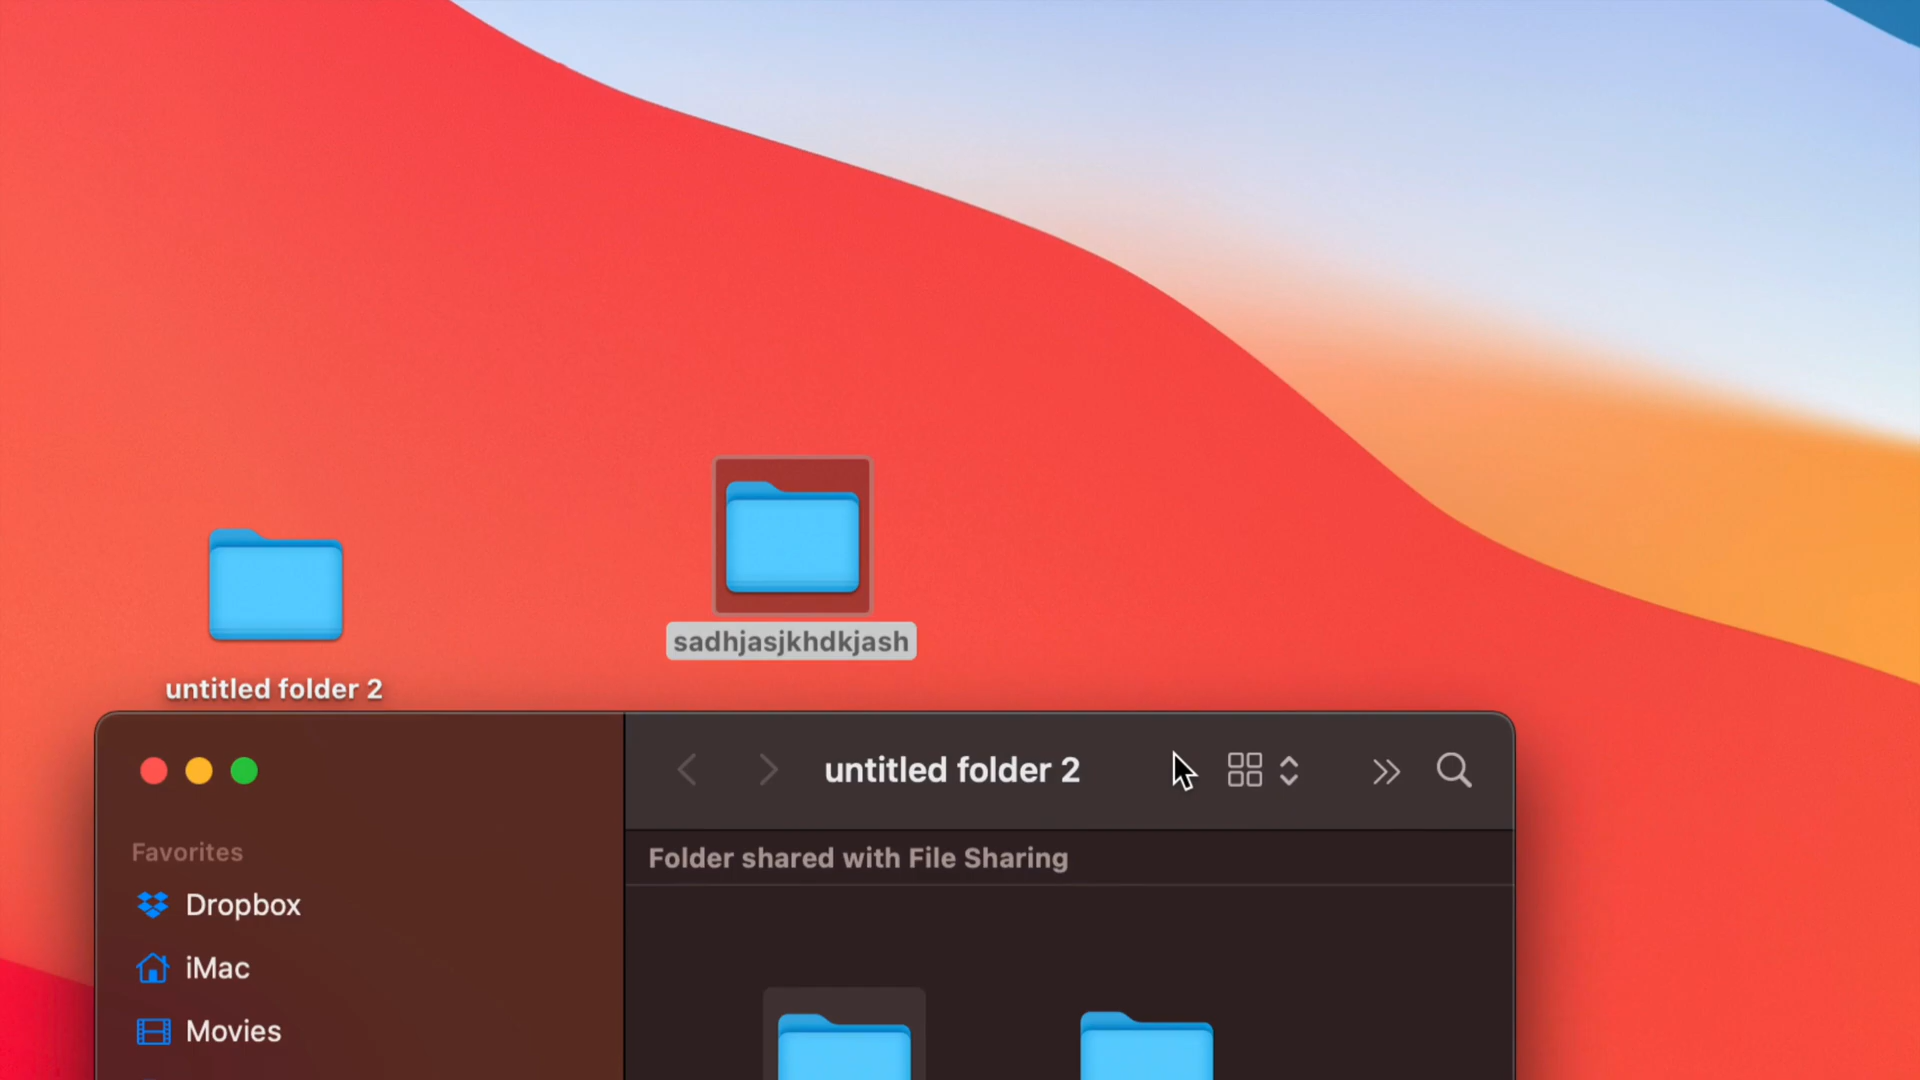 sadhjasjkhdkjash
untitled folder 2
untitled folder 2
Folder shared with File Sharing
Favorites
Dropbox
iMac
Movies